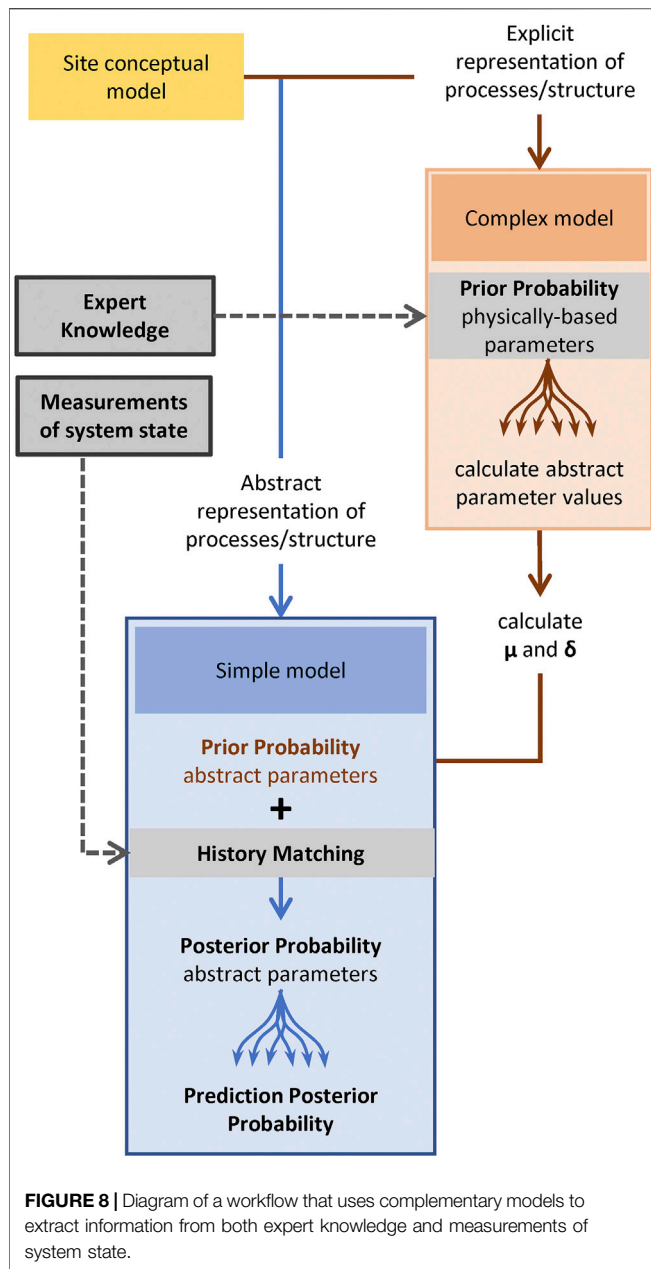 Site conceptual
model
Explicit
representation of
processes/structure
Complex model
Expert
Knowledge
Prior Probability
physically-based
parameters
Measurements
of system state
calculate abstract
parameter values
Abstract
representation of
processes/structure
calculate
μ and δ
Simple model
Prior Probability
abstract parameters
+
History Matching
Posterior Probability
abstract parameters
Prediction Posterior
Probability
FIGURE 8 | Diagram of a workflow that uses complementary models to
extract information from both expert knowledge and measurements of
system state.